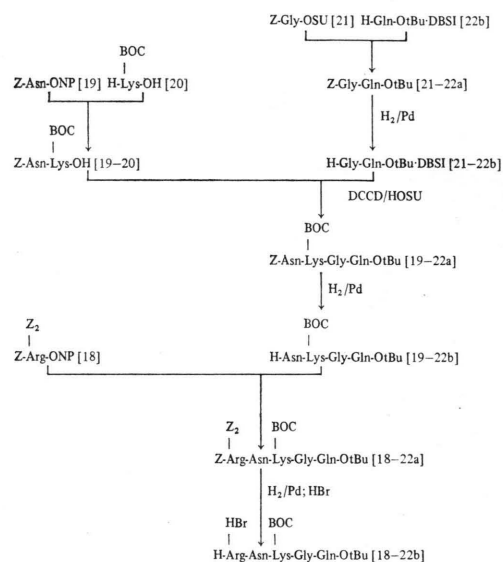 Z-Gly-OSU [21] H-Gln-OtBu·DBSI [22b]
BOC
Z-Asn-ONP [19] H-Lys-OH [20]
Z-Gly-Gln-OtBu [21–22a]
H₂/Pd
BOC
Z-Asn-Lys-OH [19–20]
H-Gly-Gln-OtBu·DBSI [21–22b]
DCCD/HOSU
BOC
Z-Asn-Lys-Gly-Gln-OtBu [19–22a]
H₂/Pd
Z₂
BOC
Z-Arg-ONP [18]
H-Asn-Lys-Gly-Gln-OtBu [19–22b]
Z₂ BOC
Z-Arg-Asn-Lys-Gly-Gln-OtBu [18–22a]
H₂/Pd; HBr
HBr BOC
H-Arg-Asn-Lys-Gly-Gln-OtBu [18–22b]